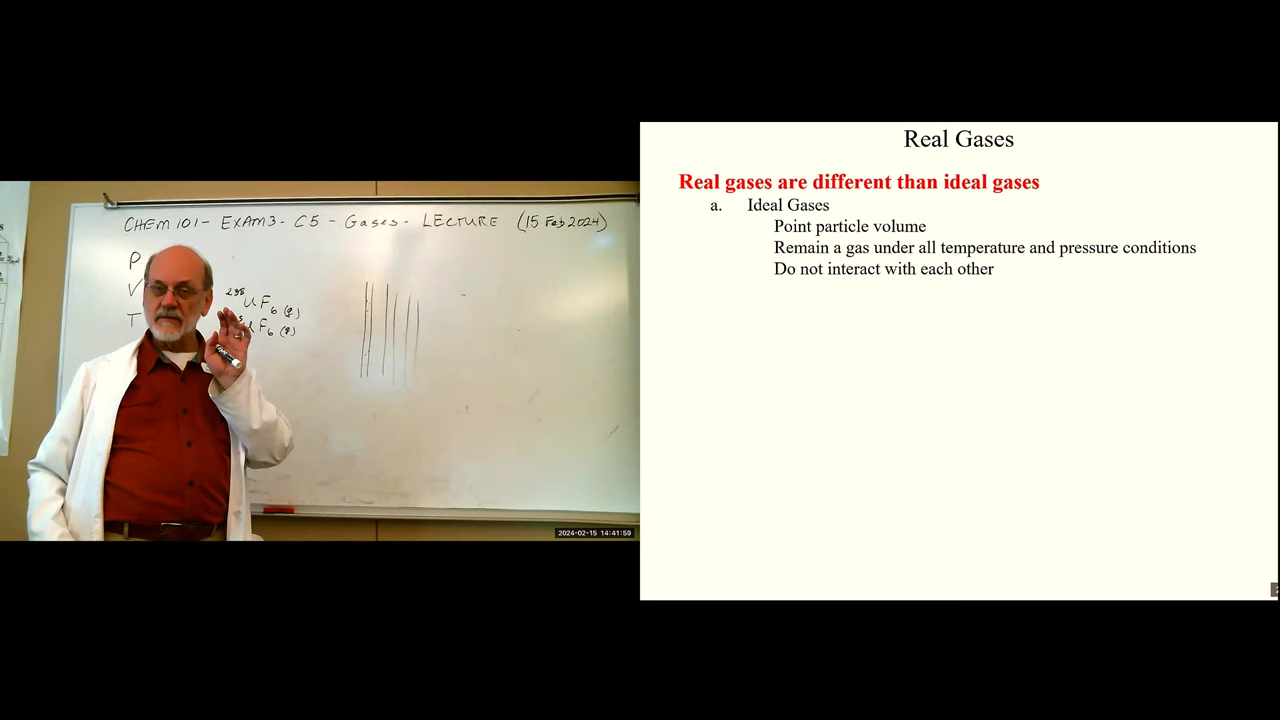 CHEM 101 - EXAM 3 - C5 - Gases - LECTURE (15 Feb 2024)
P
V
T
238UF6 (g)
F6 (g)
2024-02-15 14:41:59
Real Gases
Real gases are different than ideal gases
a. Ideal Gases
Point particle volume
Remain a gas under all temperature and pressure conditions
Do not interact with each other